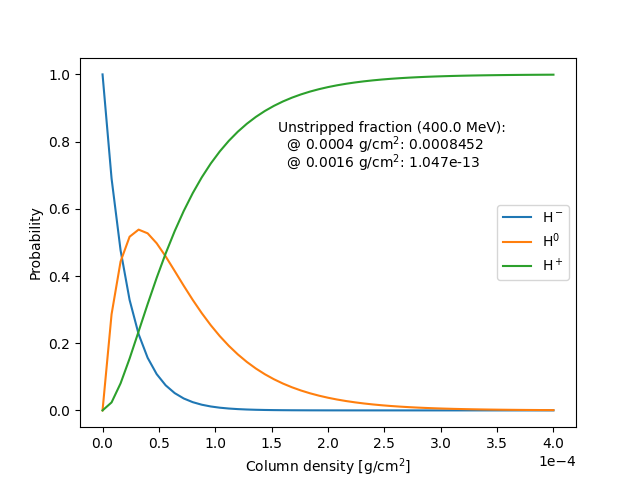 1.0
0.8
0.6
0.4
0.2
0.0
Probability
Unstripped fraction (400.0 MeV):
@ 0.0004 g/cm²: 0.0008452
@ 0.0016 g/cm²: 1.047e-13
H⁻
H⁰
H⁺
0.0 0.5 1.0 1.5 2.0 2.5 3.0 3.5 4.0
1e−4
Column density [g/cm²]